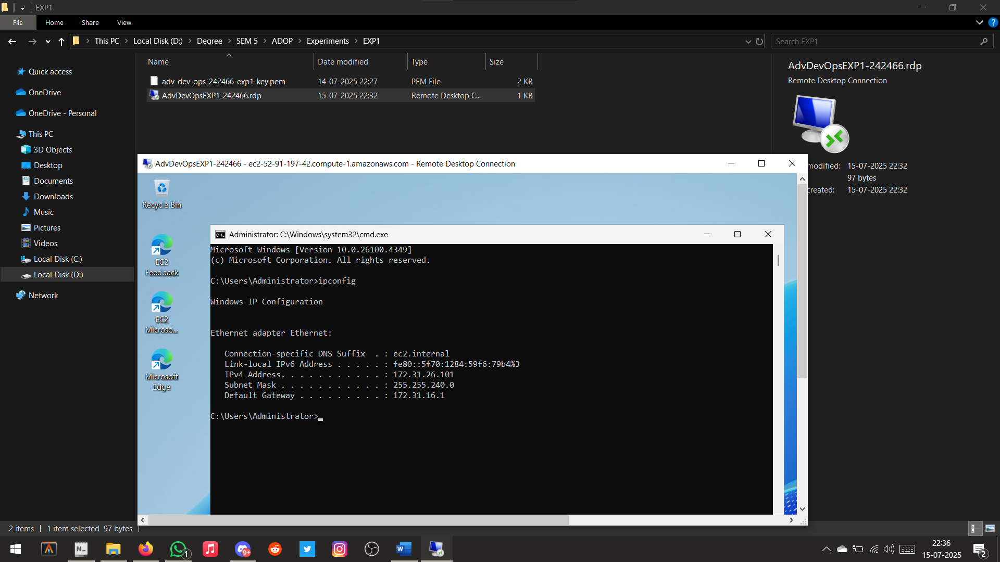 EXP1
File Home Share View
This PC Local Disk (D:) Degree SEM 5 ADOP Experiments EXP1
Search EXP1
Quick access
OneDrive
OneDrive - Personal
This PC
3D Objects
Desktop
Documents
Downloads
Music
Pictures
Videos
Local Disk (C:)
Local Disk (D:)
Network
Name Date modified Type Size
adv-dev-ops-242466-exp1-key.pem 14-07-2025 22:27 PEM File 2 KB
AdvDevOpsEXP1-242466.rdp 15-07-2025 22:32 Remote Desktop C... 1 KB
AdvDevOpsEXP1-242466.rdp
Remote Desktop Connection
modified: 15-07-2025 22:32
97 bytes
created: 15-07-2025 22:32
AdvDevOpsEXP1-242466 - ec2-52-91-197-42.compute-1.amazonaws.com - Remote Desktop Connection
Recycle Bin
EC2
Feedback
EC2
Microso...
Microsoft
Edge
Administrator: C:\Windows\system32\cmd.exe
Microsoft Windows [Version 10.0.26100.4349]
(c) Microsoft Corporation. All rights reserved.
C:\Users\Administrator>ipconfig
Windows IP Configuration
Ethernet adapter Ethernet:
Connection-specific DNS Suffix . : ec2.internal
Link-local IPv6 Address . . . . . : fe80::5f70:1284:59f6:79b4%3
IPv4 Address. . . . . . . . . . . : 172.31.26.101
Subnet Mask . . . . . . . . . . . : 255.255.240.0
Default Gateway . . . . . . . . . : 172.31.16.1
C:\Users\Administrator>
2 items 1 item selected 97 bytes
N_
1
9+
W
22:36
15-07-2025
2